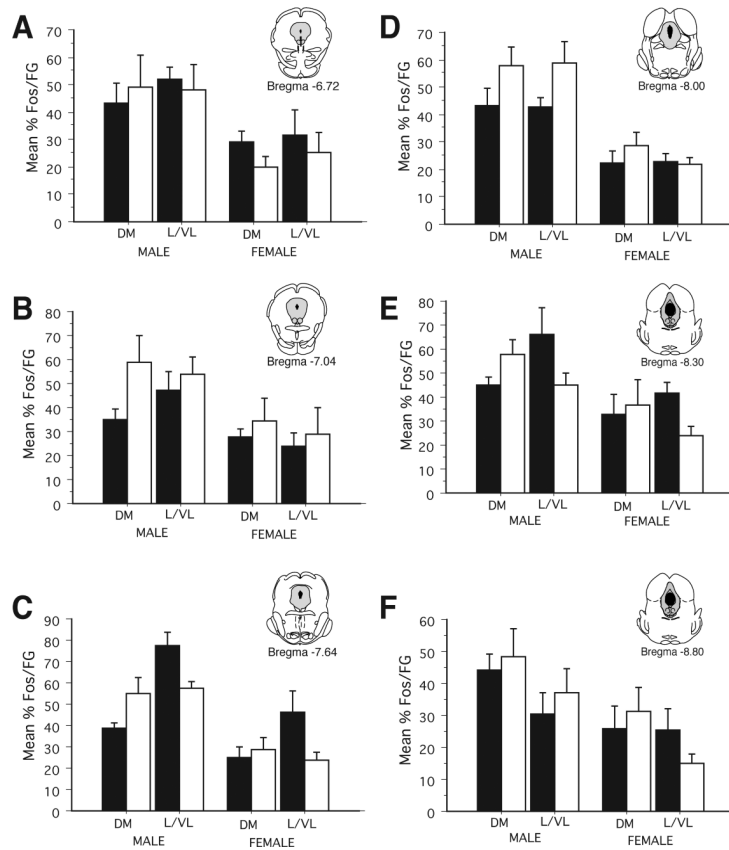 A
Mean % Fos/FG
70
60
50
40
30
20
10
0
Bregma -6.72
DM L/VL DM L/VL
MALE FEMALE
B
Mean % Fos/FG
80
70
60
50
40
30
20
10
0
Bregma -7.04
DM L/VL DM L/VL
MALE FEMALE
C
Mean % Fos/FG
90
80
70
60
50
40
30
20
10
0
Bregma -7.64
DM L/VL DM L/VL
MALE FEMALE
D
Mean % Fos/FG
70
60
50
40
30
20
10
0
Bregma -8.00
DM L/VL DM L/VL
MALE FEMALE
E
Mean % Fos/FG
80
70
60
50
40
30
20
10
0
Bregma -8.30
DM L/VL DM L/VL
MALE FEMALE
F
Mean % Fos/FG
60
50
40
30
20
10
0
Bregma -8.80
DM L/VL DM L/VL
MALE FEMALE